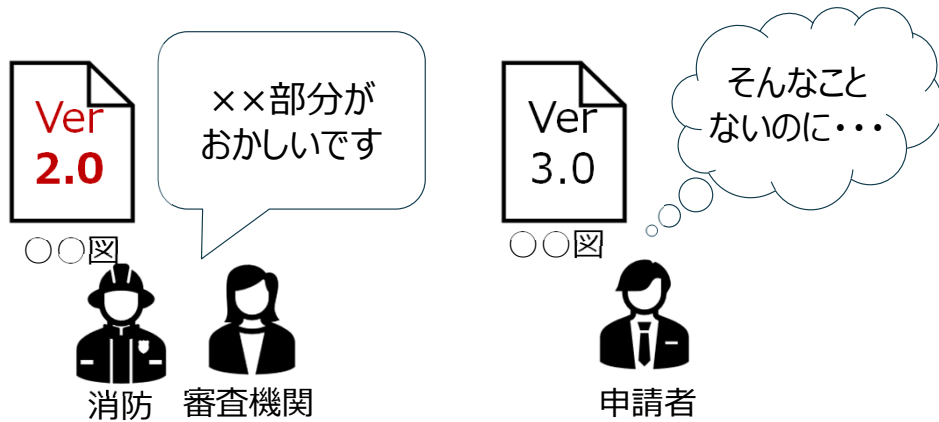 Ver
2.0
○○図
××部分が
おかしいです
消防
審査機関
Ver
3.0
○○図
そんなこと
ないのに・・・
申請者